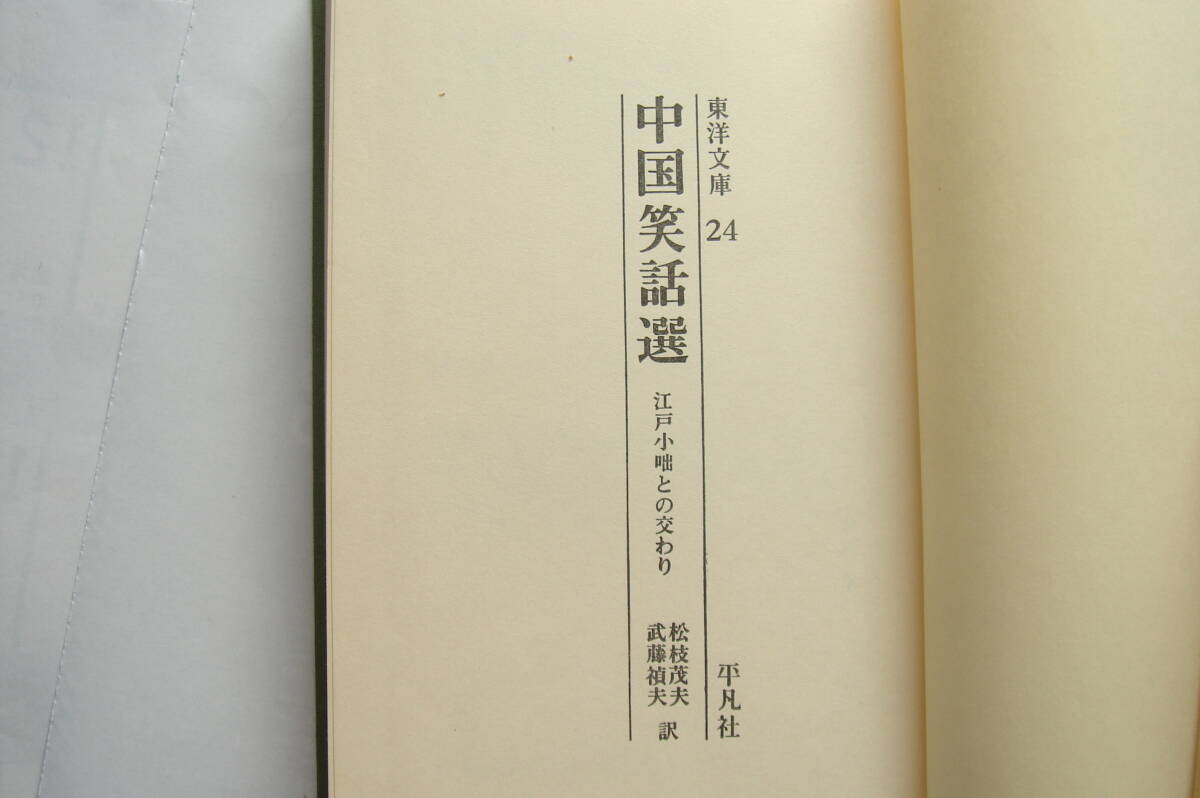 東洋文庫 24
平凡社
中国笑話選
江戸小咄との交わり
松枝茂夫
武藤禎夫
訳